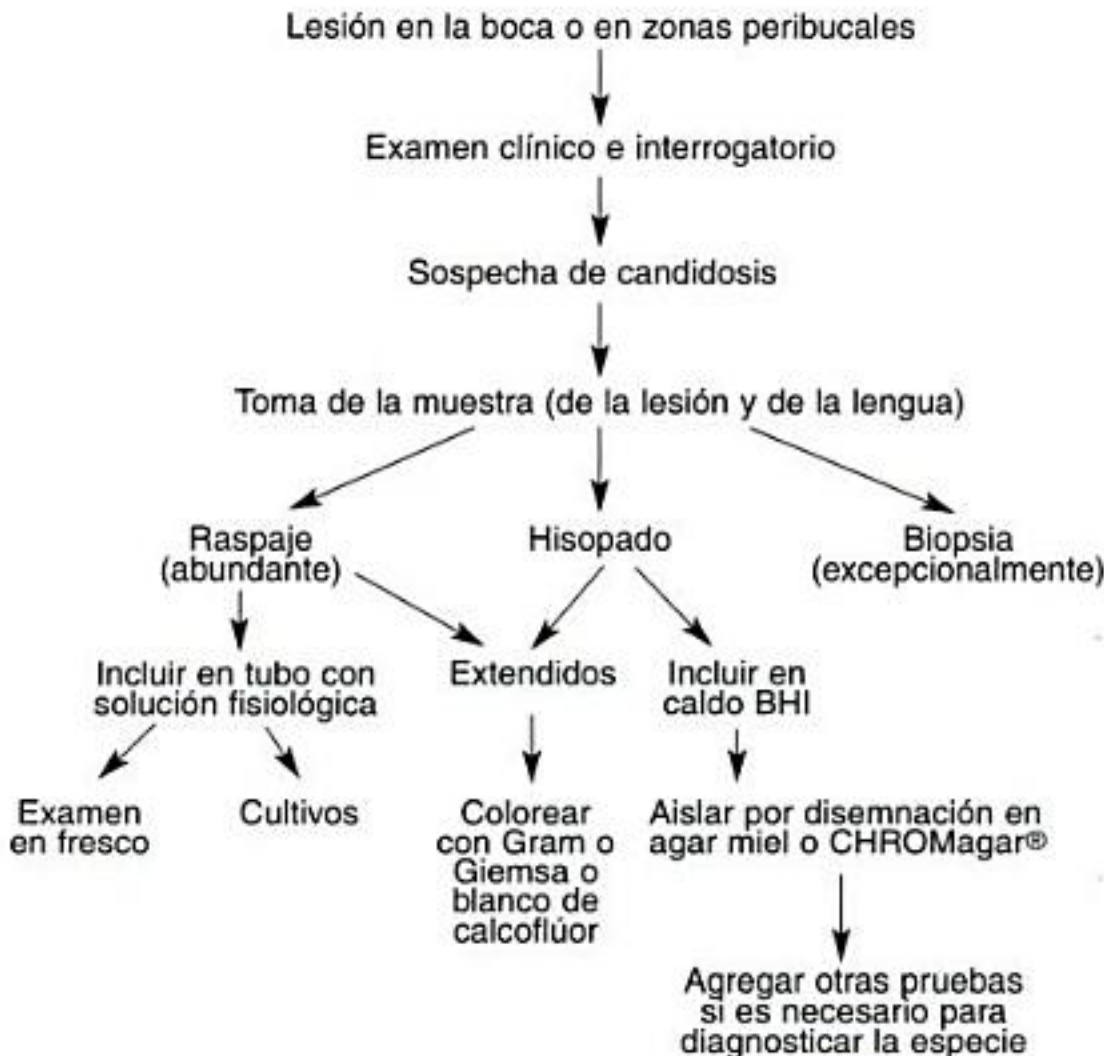 Lesión en la boca o en zonas peribucales
Examen clínico e interrogatorio
Sospecha de candidosis
Toma de la muestra (de la lesión y de la lengua)
Raspaje
(abundante)
Hisopado
Biopsia
(excepcionalmente)
Incluir en tubo con
solución fisiológica
Extendidos
Incluir en
caldo BHI
Examen
en fresco
Cultivos
Colorear
con Gram o
Giemsa o
blanco de
calcoflúor
Aislar por disemnación en
agar miel o CHROMagar®
Agregar otras pruebas
si es necesario para
diagnosticar la especie